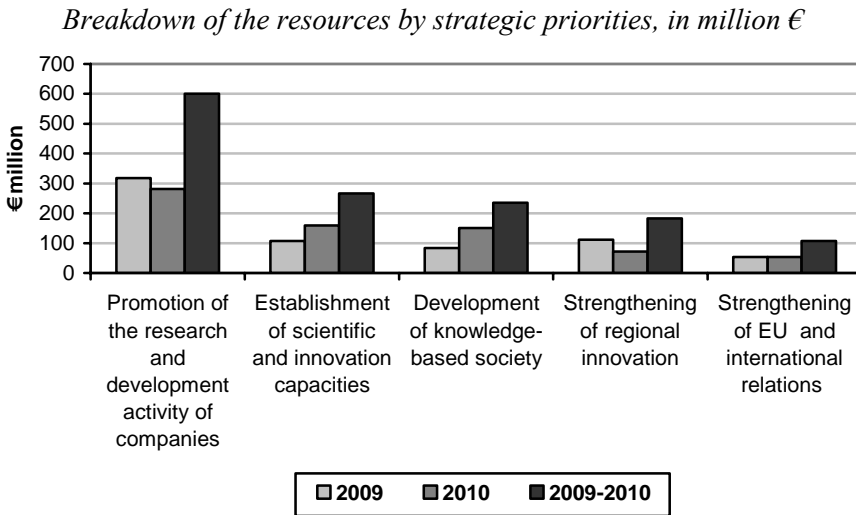 Breakdown of the resources by strategic priorities, in million €
700
600
500
400
300
200
100
0
€million
Promotion of
the research
and
development
activity of
companies
Establishment
of scientific
and innovation
capacities
Development
of knowledge-
based society
Strengthening
of regional
innovation
Strengthening
of EU and
international
relations
2009 2010 2009-2010